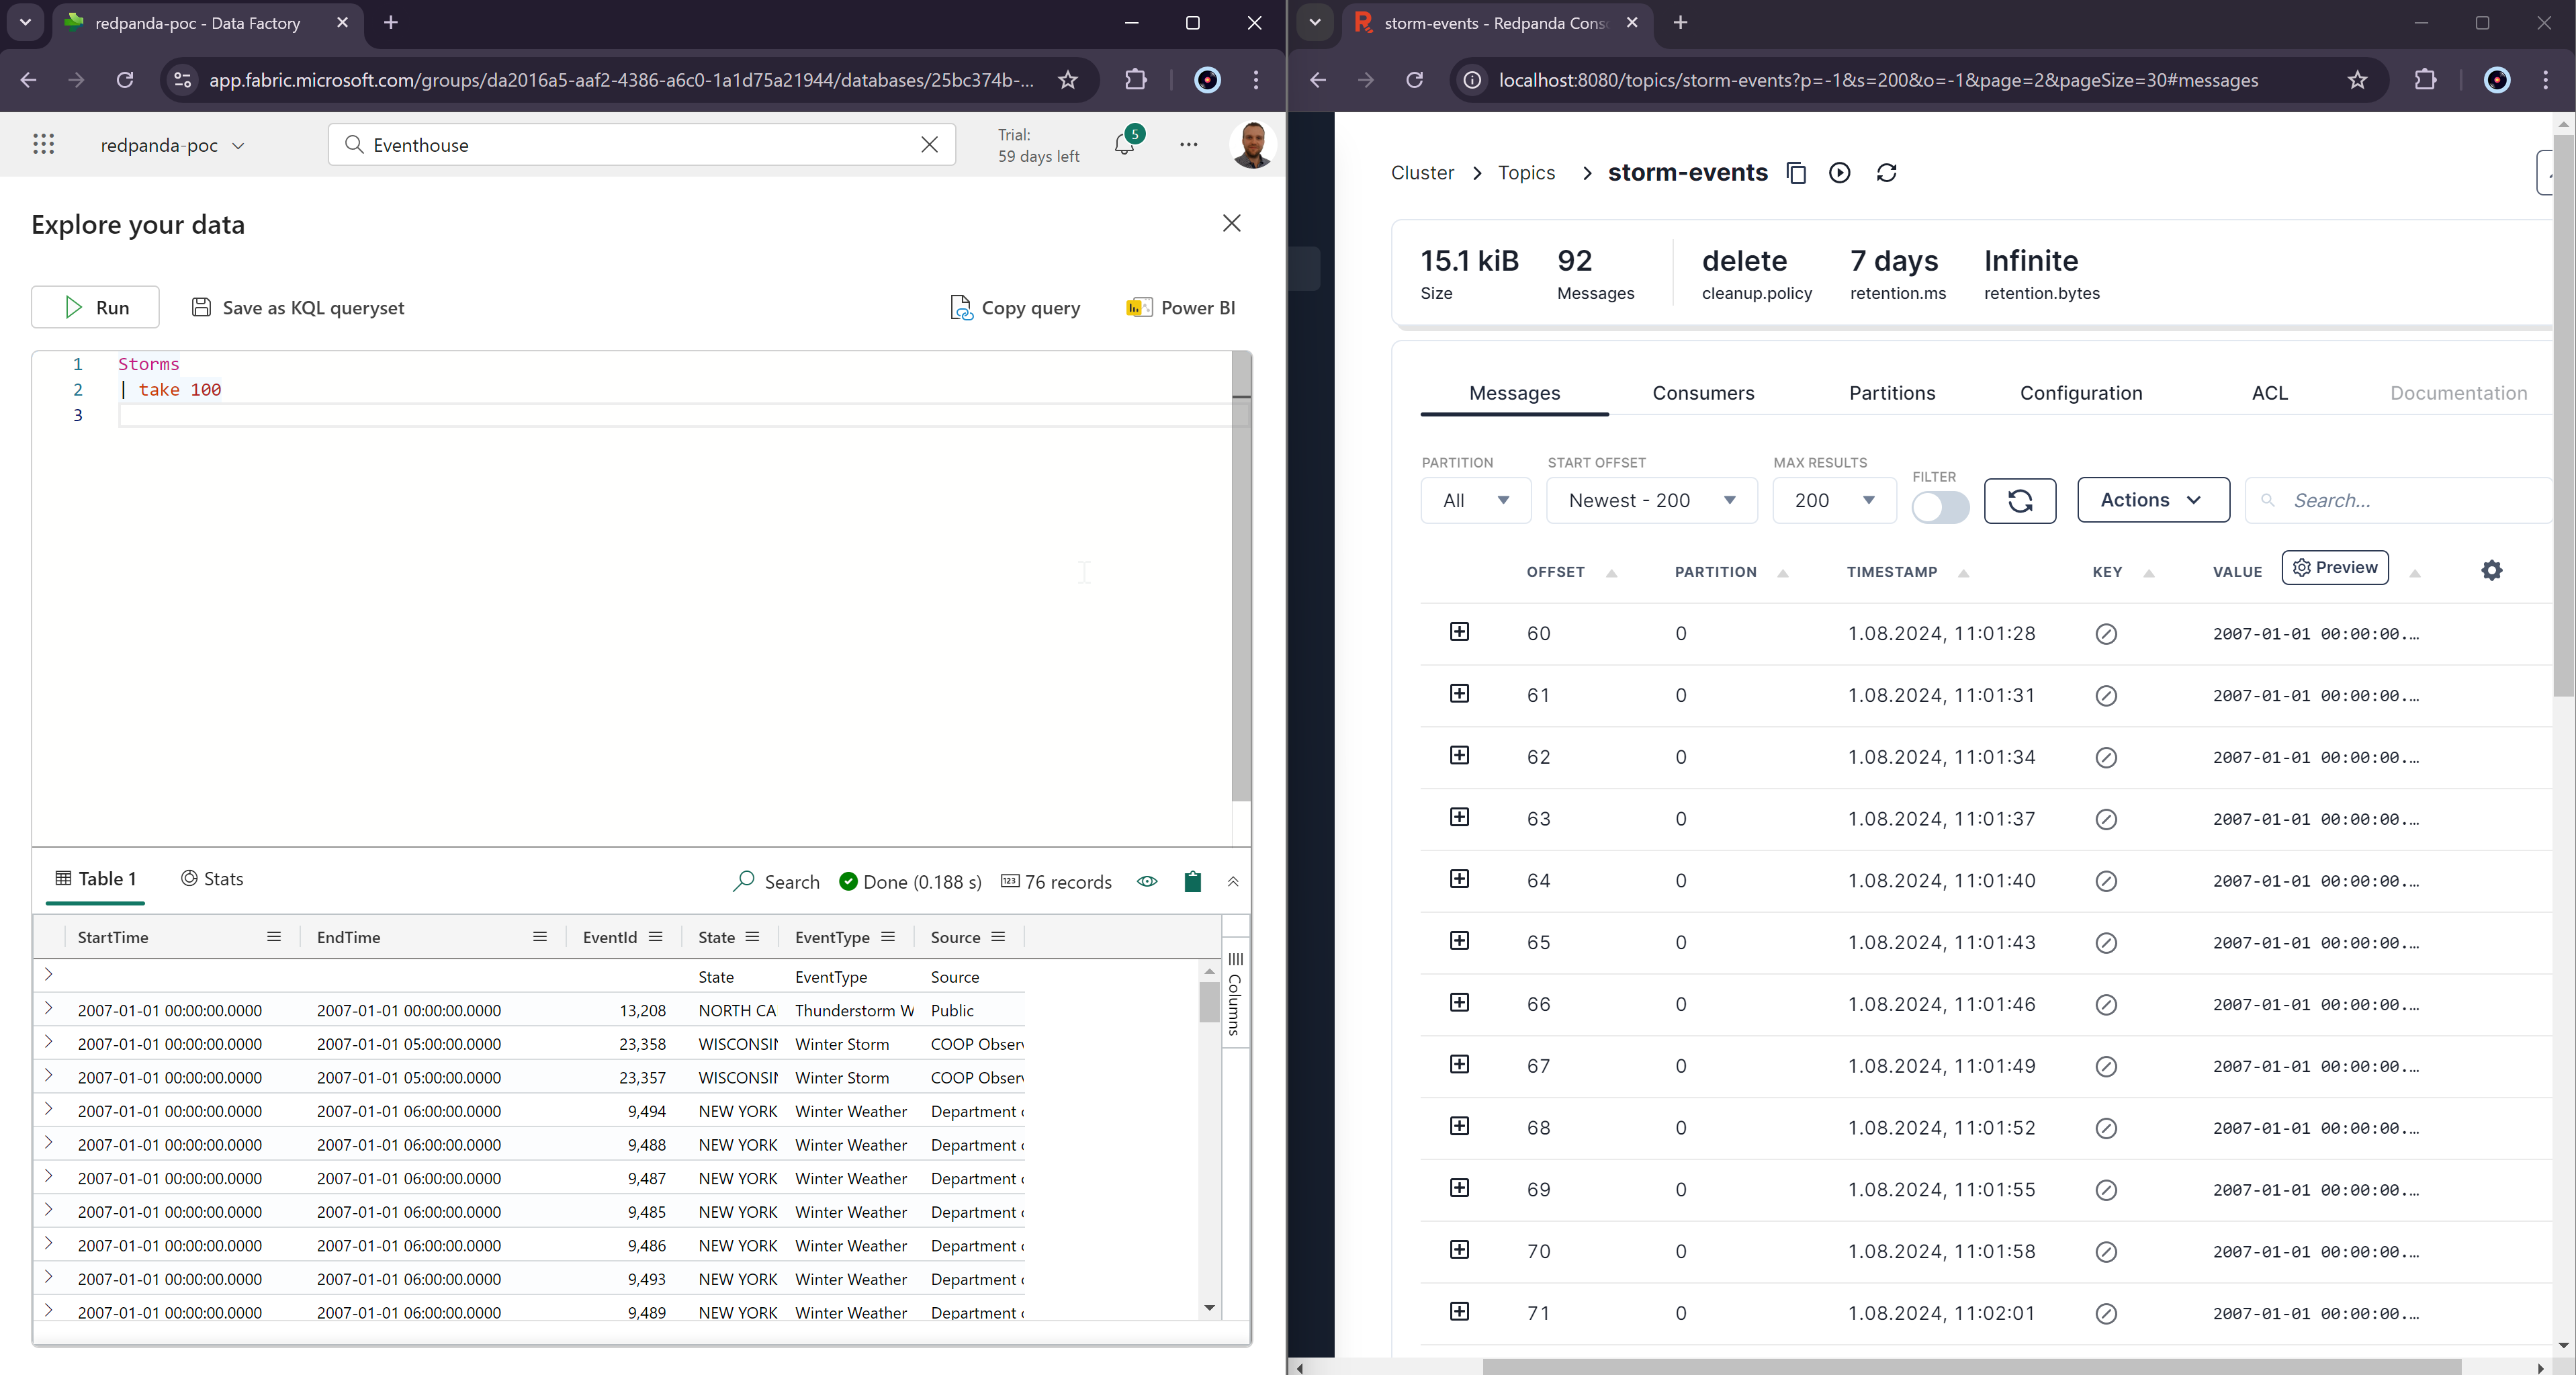 redpanda-poc - Data Factory
app.fabric.microsoft.com/groups/da2016a5-aaf2-4386-a6c0-1a1d75a21944/databases/25bc374b-...
redpanda-poc
Eventhouse
Trial:
59 days left
5
Explore your data
Run
Save as KQL queryset
Copy query
Power BI
1 Storms
2 | take 100
3
Table 1
Stats
Search
Done (0.188 s)
76 records
StartTime EndTime EventId State EventType Source
State EventType Source
2007-01-01 00:00:00.0000 2007-01-01 00:00:00.0000 13,208 NORTH CA Thunderstorm W Public
2007-01-01 00:00:00.0000 2007-01-01 05:00:00.0000 23,358 WISCONSIN Winter Storm COOP Observ
2007-01-01 00:00:00.0000 2007-01-01 05:00:00.0000 23,357 WISCONSIN Winter Storm COOP Observ
2007-01-01 00:00:00.0000 2007-01-01 06:00:00.0000 9,494 NEW YORK Winter Weather Department
2007-01-01 00:00:00.0000 2007-01-01 06:00:00.0000 9,488 NEW YORK Winter Weather Department
2007-01-01 00:00:00.0000 2007-01-01 06:00:00.0000 9,487 NEW YORK Winter Weather Department
2007-01-01 00:00:00.0000 2007-01-01 06:00:00.0000 9,485 NEW YORK Winter Weather Department
2007-01-01 00:00:00.0000 2007-01-01 06:00:00.0000 9,486 NEW YORK Winter Weather Department
2007-01-01 00:00:00.0000 2007-01-01 06:00:00.0000 9,493 NEW YORK Winter Weather Department
2007-01-01 00:00:00.0000 2007-01-01 06:00:00.0000 9,489 NEW YORK Winter Weather Department
Columns
storm-events - Redpanda Conso
localhost:8080/topics/storm-events?p=-1&s=200&o=-1&page=2&pageSize=30#messages
Cluster > Topics > storm-events
15.1 kiB 92 delete 7 days Infinite
Size Messages cleanup.policy retention.ms retention.bytes
Messages Consumers Partitions Configuration ACL Documentation
PARTITION START OFFSET MAX RESULTS FILTER
All Newest - 200 200 Actions Search...
OFFSET PARTITION TIMESTAMP KEY VALUE Preview
60 0 1.08.2024, 11:01:28 2007-01-01 00:00:00.…
61 0 1.08.2024, 11:01:31 2007-01-01 00:00:00.…
62 0 1.08.2024, 11:01:34 2007-01-01 00:00:00.…
63 0 1.08.2024, 11:01:37 2007-01-01 00:00:00.…
64 0 1.08.2024, 11:01:40 2007-01-01 00:00:00.…
65 0 1.08.2024, 11:01:43 2007-01-01 00:00:00.…
66 0 1.08.2024, 11:01:46 2007-01-01 00:00:00.…
67 0 1.08.2024, 11:01:49 2007-01-01 00:00:00.…
68 0 1.08.2024, 11:01:52 2007-01-01 00:00:00.…
69 0 1.08.2024, 11:01:55 2007-01-01 00:00:00.…
70 0 1.08.2024, 11:01:58 2007-01-01 00:00:00.…
71 0 1.08.2024, 11:02:01 2007-01-01 00:00:00.…